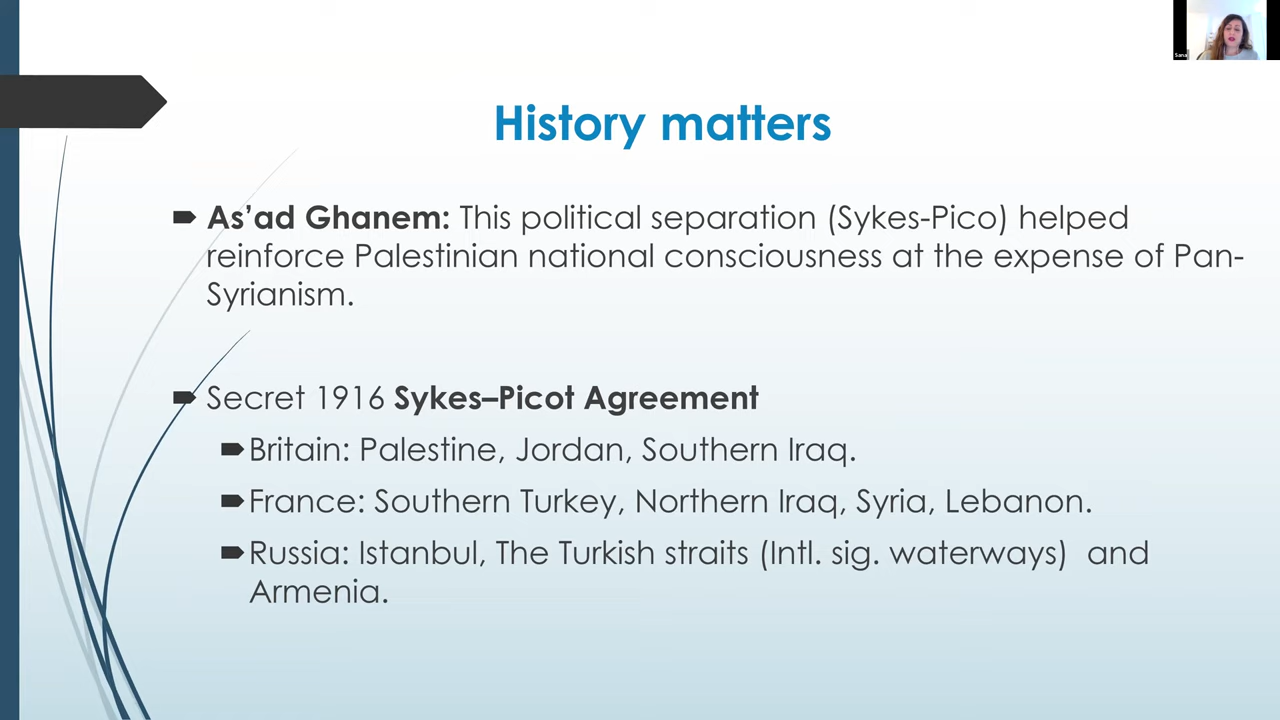 Sana
History matters
As’ad Ghanem: This political separation (Sykes-Pico) helped
reinforce Palestinian national consciousness at the expense of Pan-
Syrianism.
Secret 1916 Sykes–Picot Agreement
Britain: Palestine, Jordan, Southern Iraq.
France: Southern Turkey, Northern Iraq, Syria, Lebanon.
Russia: Istanbul, The Turkish straits (Intl. sig. waterways)  and
Armenia.